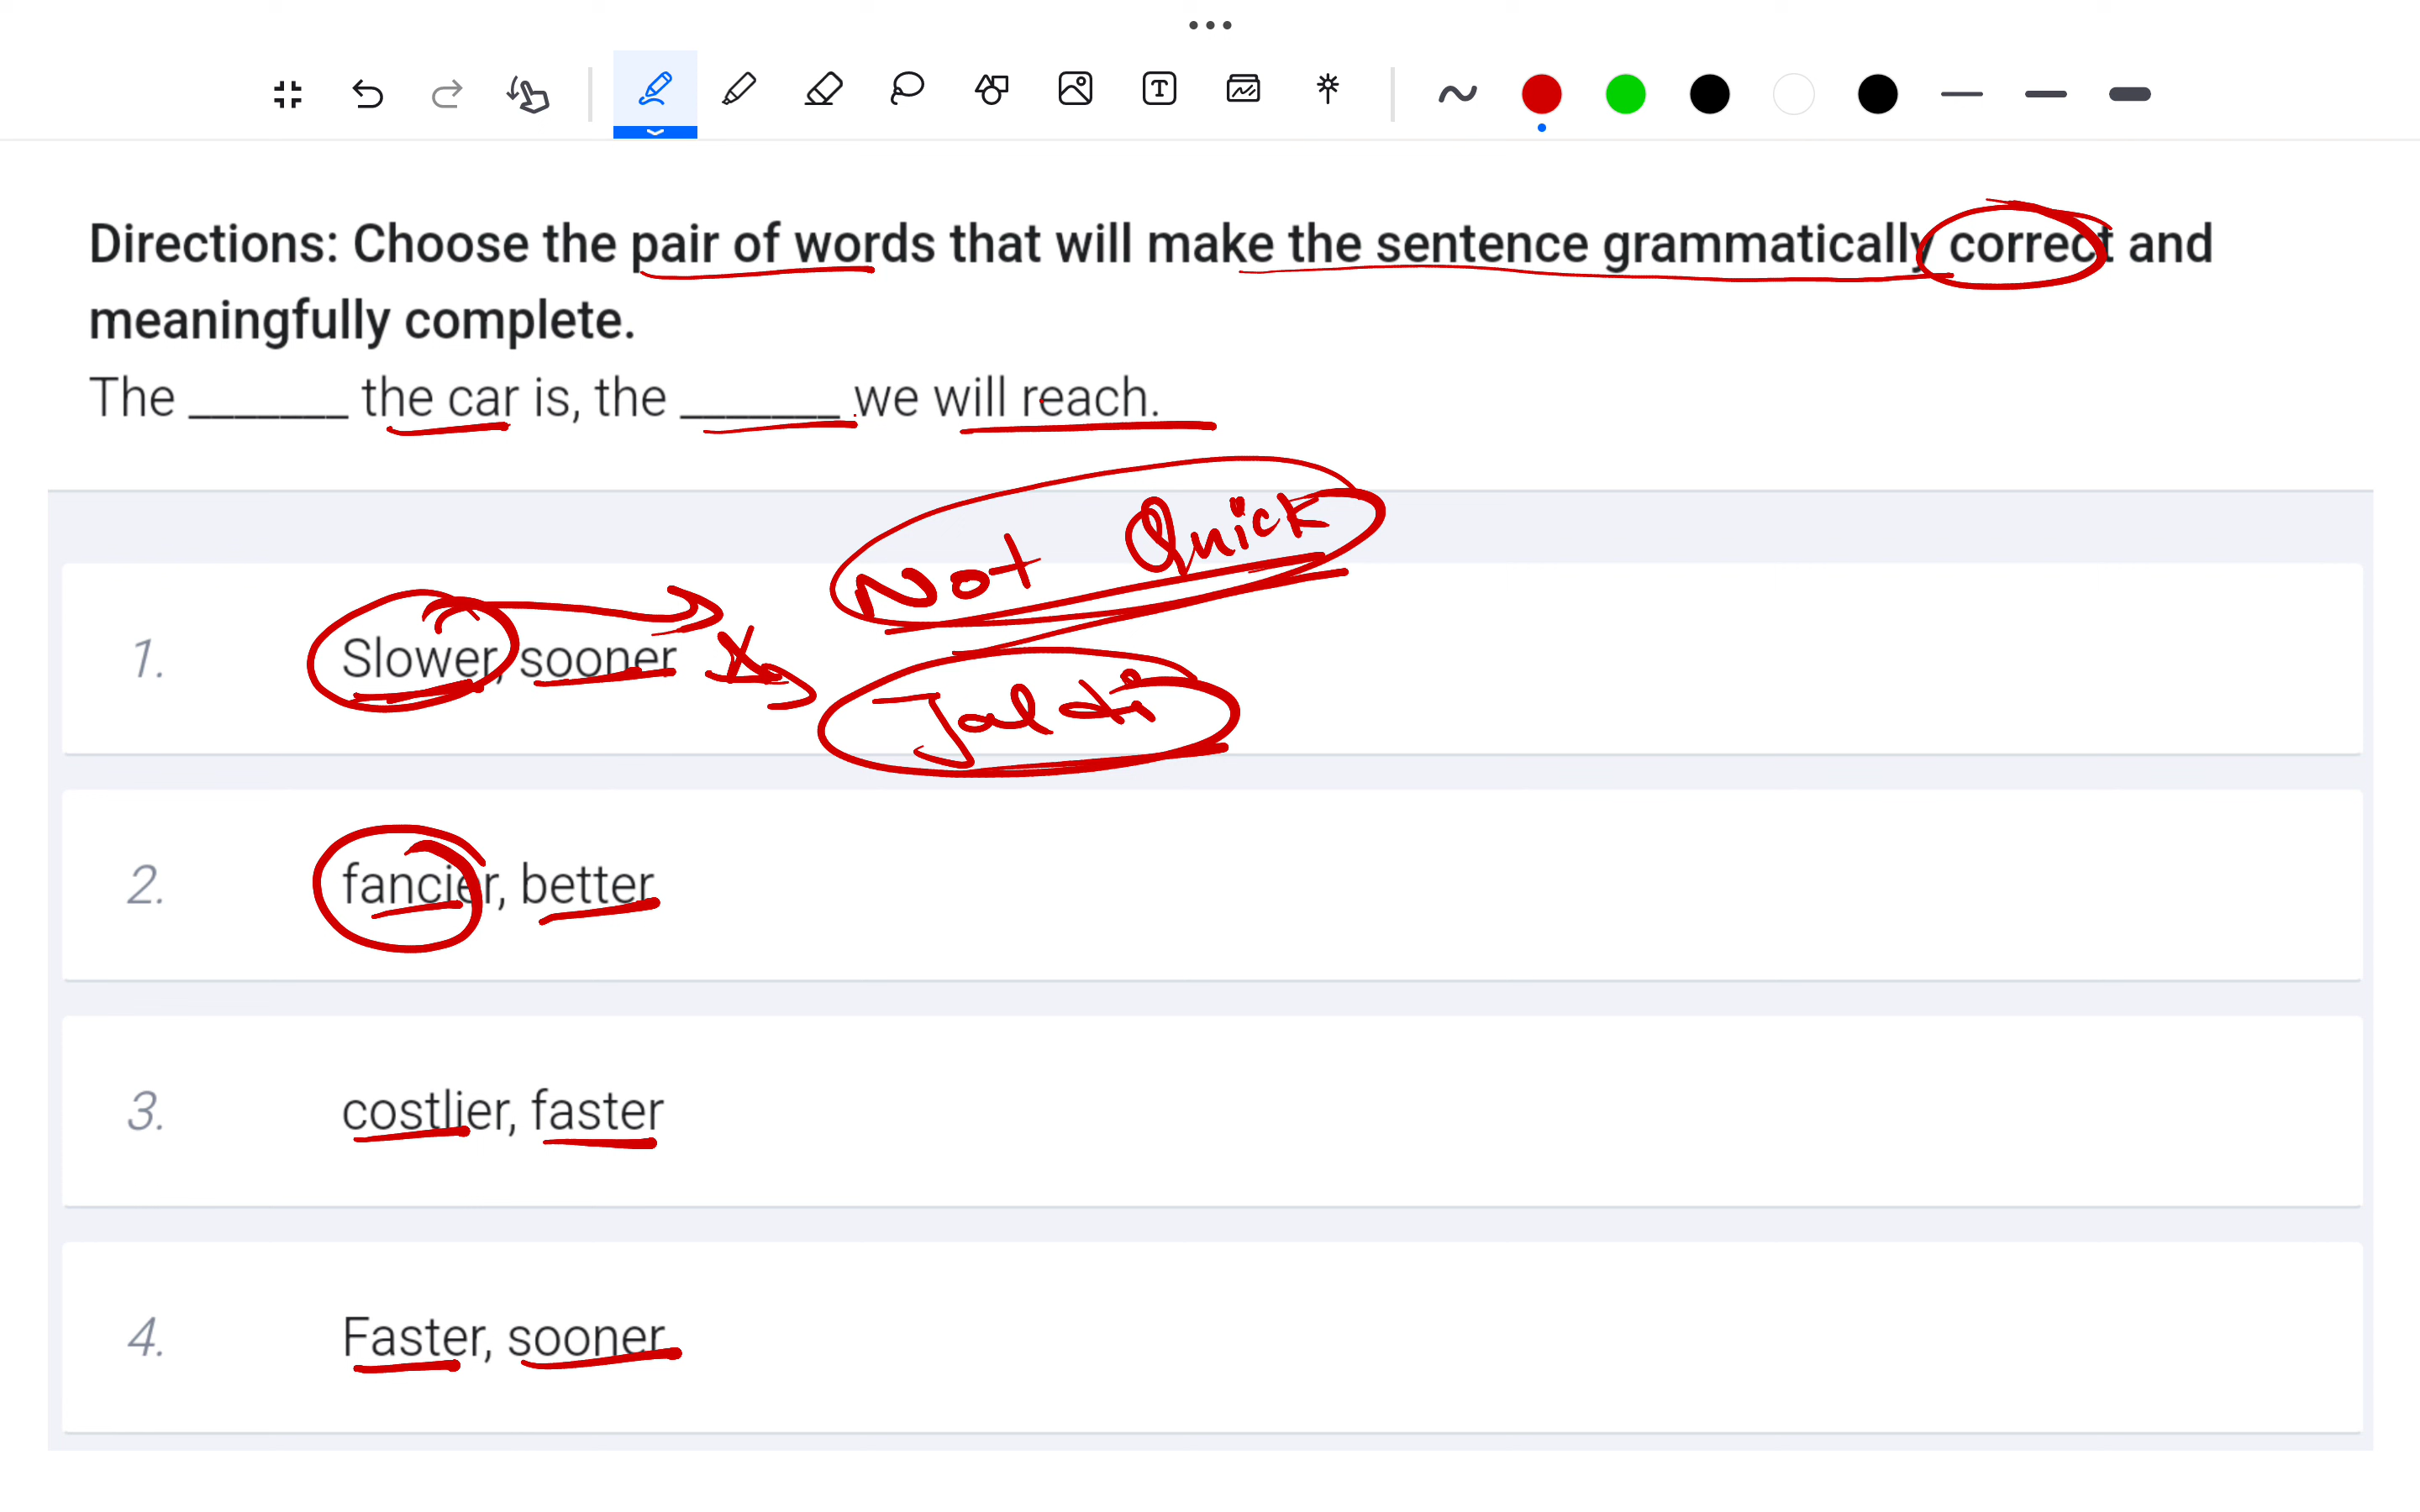 Directions: Choose the pair of words that will make the sentence grammatically correct and
meaningfully complete.
The _______ the car is, the _______ we will reach.
Not Quick
1. Slower, sooner
Jaldi
2. fancier, better
3. costlier, faster
4. Faster, sooner